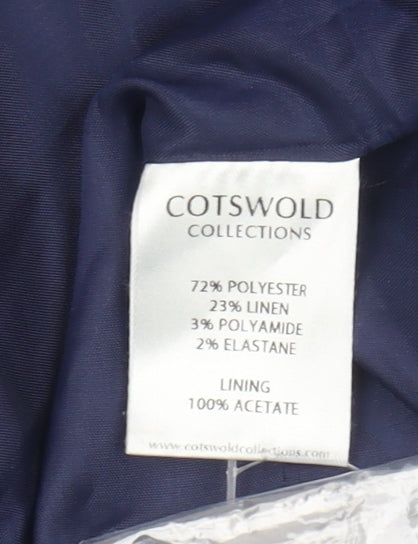 COTSWOLD
COLLECTIONS
72% POLYESTER
23% LINEN
3% POLYAMIDE
2% ELASTANE
LINING
100% ACETATE
www.cotswoldcollections.com